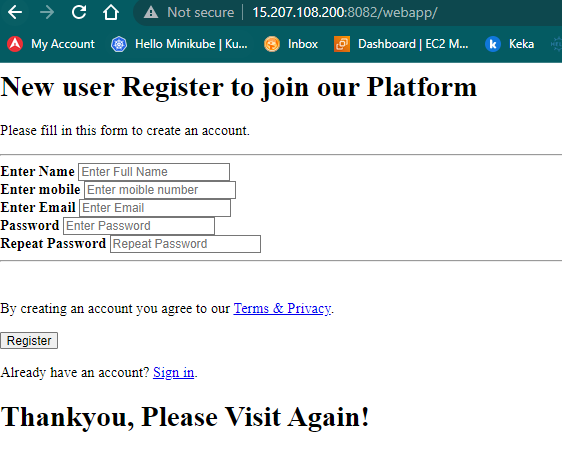 Not secure | 15.207.108.200:8082/webapp/
My Account Hello Minikube | Ku... Inbox Dashboard | EC2 M... Keka
New user Register to join our Platform
Please fill in this form to create an account.
Enter Name Enter Full Name
Enter mobile Enter moible number
Enter Email Enter Email
Password Enter Password
Repeat Password Repeat Password
By creating an account you agree to our Terms & Privacy.
Register
Already have an account? Sign in.
Thankyou, Please Visit Again!